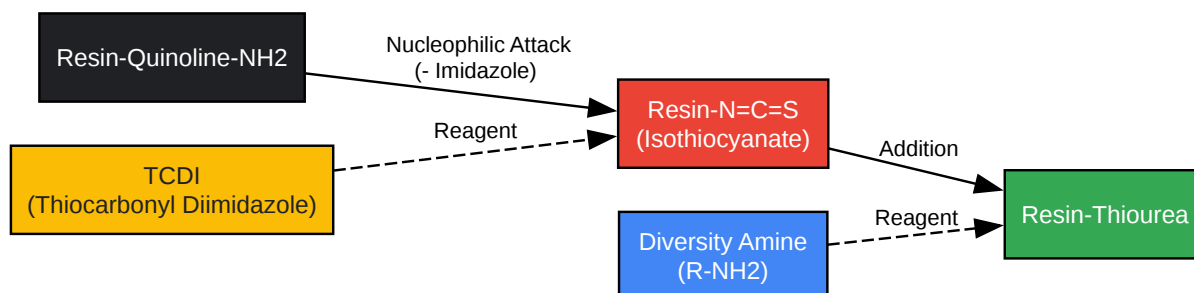 Resin-Quinoline-NH2
Nucleophilic Attack
(- Imidazole)
Resin-N=C=S
(Isothiocyanate)
Reagent
TCDI
(Thiocarbonyl Diimidazole)
Addition
Resin-Thiourea
Reagent
Diversity Amine
(R-NH2)